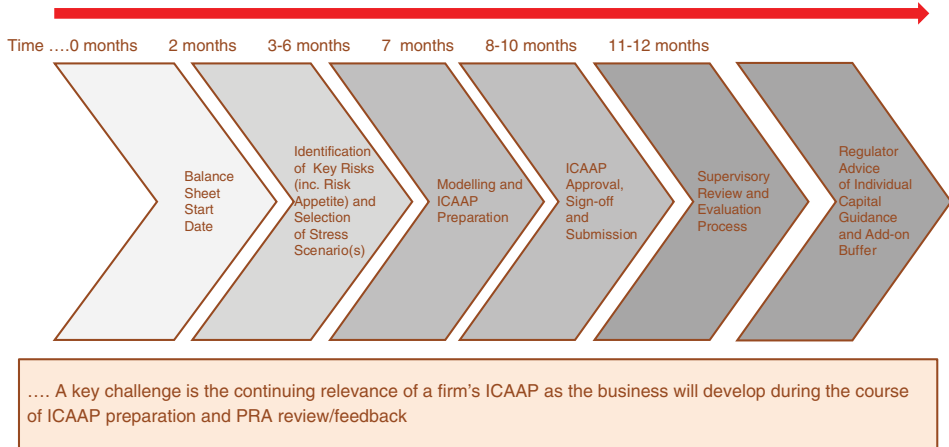 Time ....0 months 2 months 3-6 months 7 months 8-10 months 11-12 months
Balance
Sheet
Start
Date
Identification
of Key Risks
(inc. Risk
Appetite) and
Selection
of Stress
Scenario(s)
Modelling and
ICAAP
Preparation
ICAAP
Approval,
Sign-off
and
Submission
Supervisory
Review and
Evaluation
Process
Regulator
Advice
of Individual
Capital
Guidance
and Add-on
Buffer
.... A key challenge is the continuing relevance of a firm's ICAAP as the business will develop during the course
of ICAAP preparation and PRA review/feedback